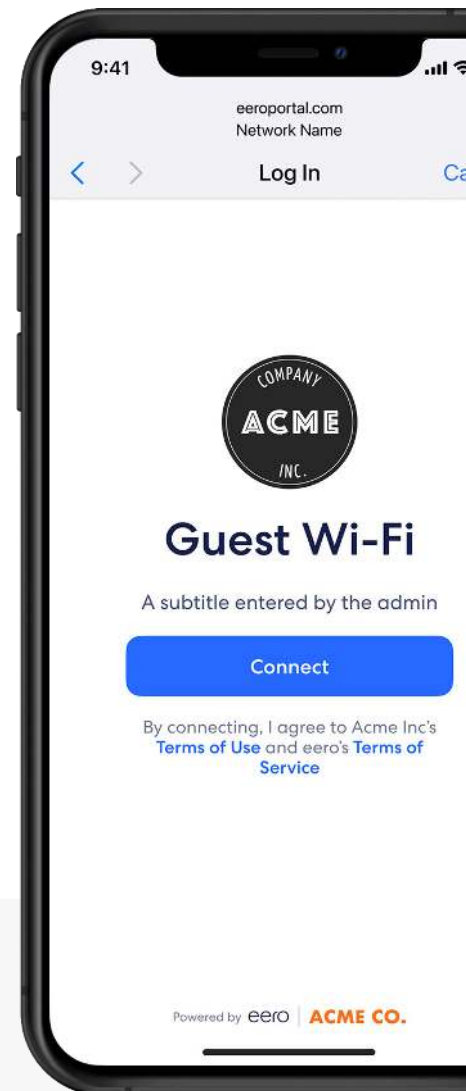 9:41
eeroportal.com
Network Name
Log In
Ca
COMPANY
ACME
INC.
Guest Wi-Fi
A subtitle entered by the admin
Connect
By connecting, I agree to Acme Inc's
Terms of Use and eero's Terms of
Service
Powered by eero | ACME CO.